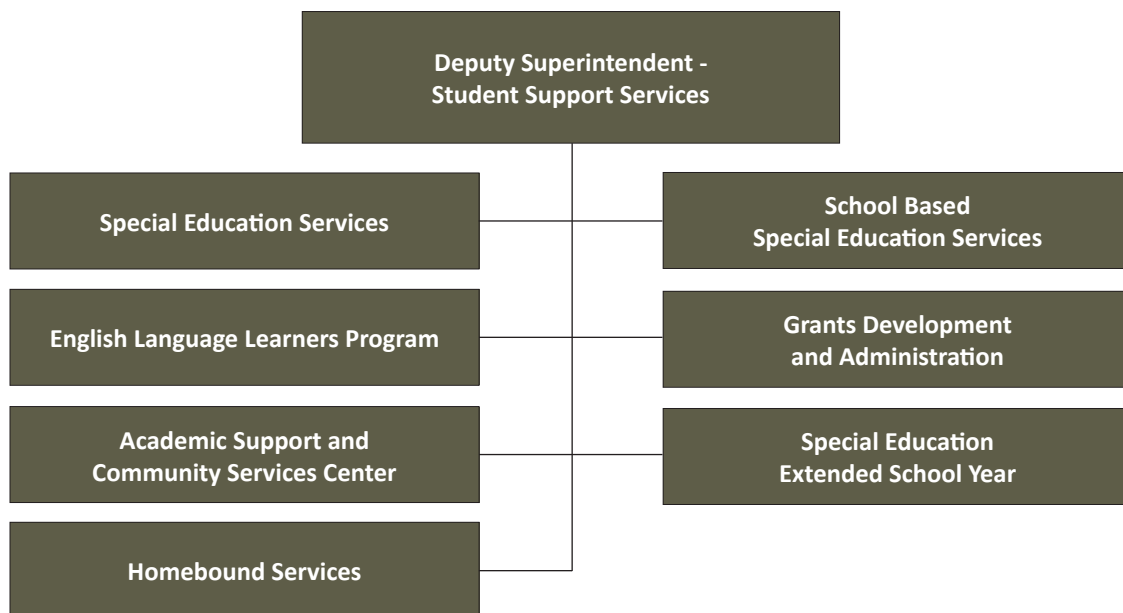 Deputy Superintendent -
Student Support Services
Special Education Services
School Based
Special Education Services
English Language Learners Program
Grants Development
and Administration
Academic Support and
Community Services Center
Special Education
Extended School Year
Homebound Services